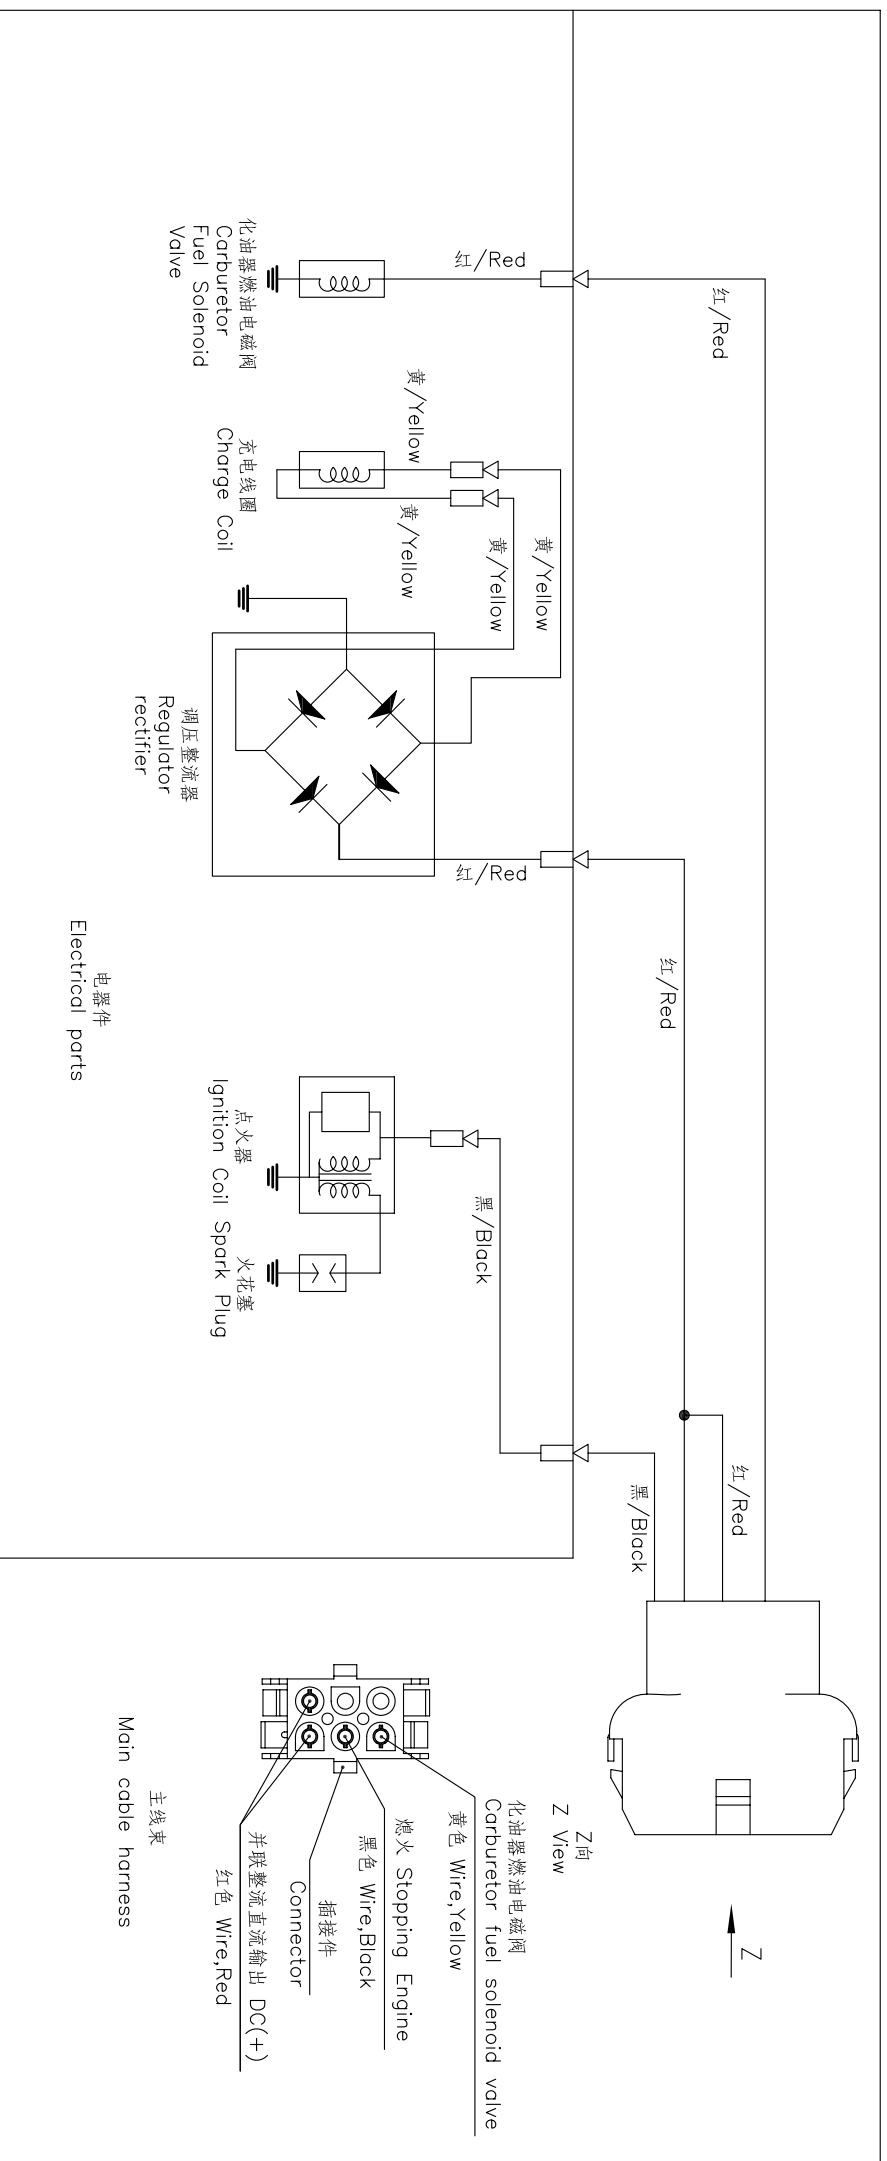 红/Red
红/Red
化油器燃油电磁阀
Carburetor
Fuel Solenoid
Valve
黄/Yellow
黄/Yellow
黄/Yellow
黄/Yellow
充电线圈
Charge Coil
调压整流器
Regulator
rectifier
红/Red
红/Red
电器件
Electrical parts
点火器
Ignition Coil
火花塞
Spark Plug
黑/Black
红/Red
黑/Black
Z
Z向
Z View
化油器燃油电磁阀
Carburetor fuel solenoid valve
黄色 Wire,Yellow
熄火 Stopping Engine
黑色 Wire,Black
插接件
Connector
并联整流直流输出 DC(+)
红色 Wire,Red
主线束
Main cable harness